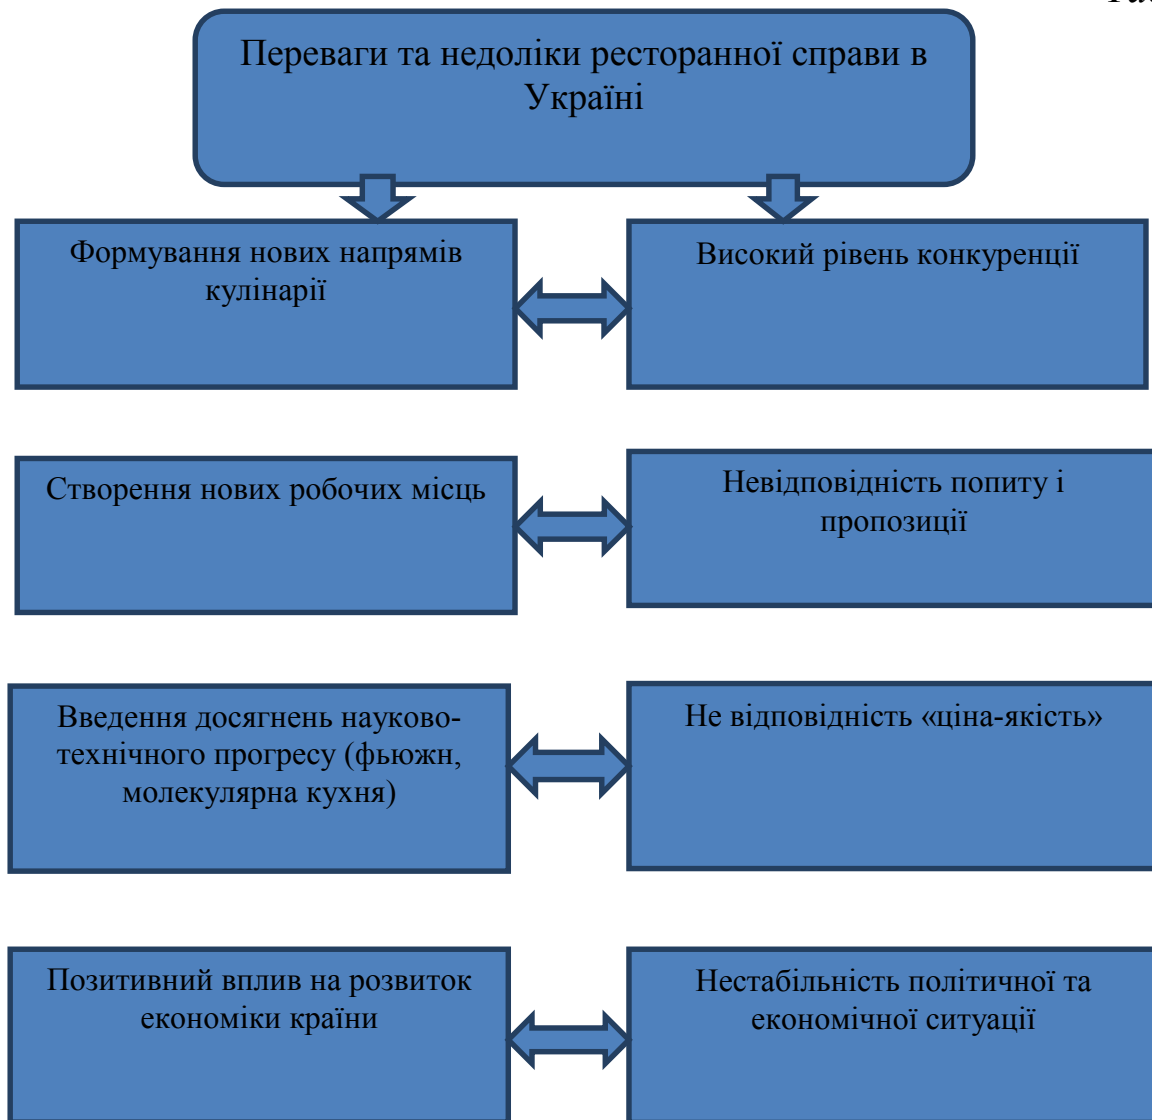 Переваги та недоліки ресторанної справи в
Україні
Формування нових напрямів
кулінарії
Високий рівень конкуренції
Створення нових робочих місць
Невідповідність попиту і
пропозиції
Введення досягнень науково-
технічного прогресу (фьюжн,
молекулярна кухня)
Не відповідність «ціна-якість»
Позитивний вплив на розвиток
економіки країни
Нестабільність політичної та
економічної ситуації